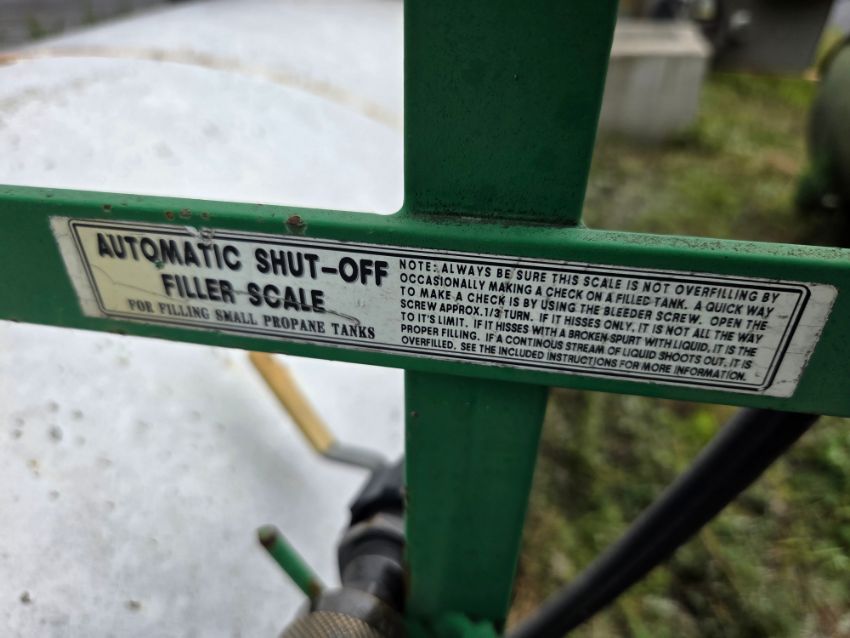 AUTOMATIC SHUT-OFF
FILLER SCALE
FOR FILLING SMALL PROPANE TANKS
NOTE: ALWAYS BE SURE THIS SCALE IS NOT OVERFILLING BY
OCCASIONALLY MAKING A CHECK ON A FILLED TANK. A QUICK WAY
TO MAKE A CHECK IS BY USING THE BLEEDER SCREW. OPEN THE
SCREW APPROX. 1/3 TURN. IF IT HISSES ONLY, IT IS NOT ALL THE WAY
TO IT'S LIMIT. IF IT HISSES WITH A BROKEN SPURT WITH LIQUID, IT IS THE
PROPER FILLING. IF A CONTINOUS STREAM OF LIQUID SHOOTS OUT, IT IS
OVERFILLED. SEE THE INCLUDED INSTRUCTIONS FOR MORE INFORMATION.